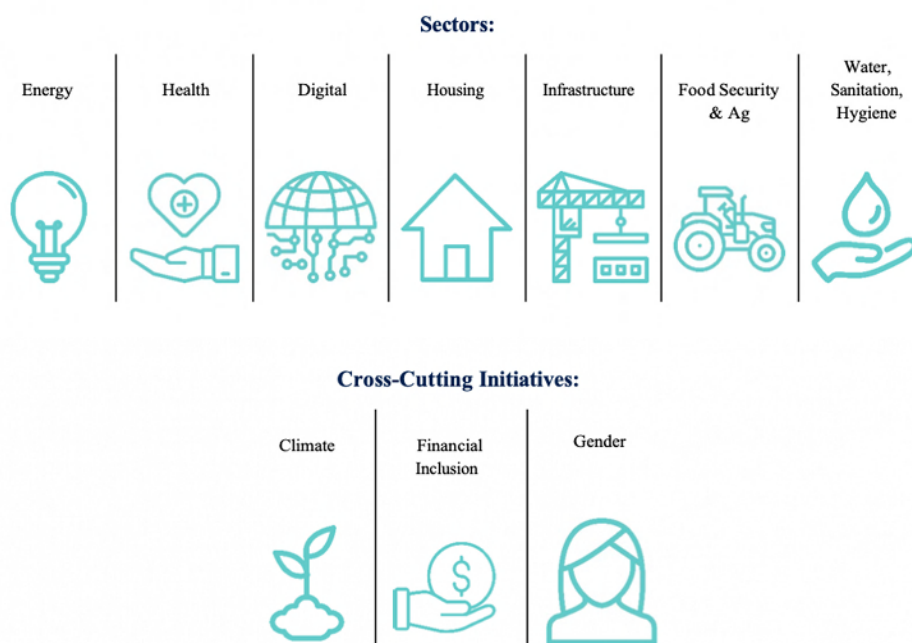 Sectors:
Energy
Health
Digital
Housing
Infrastructure
Food Security
& Ag
Water,
Sanitation,
Hygiene
Cross-Cutting Initiatives:
Climate
Financial
Inclusion
Gender
$